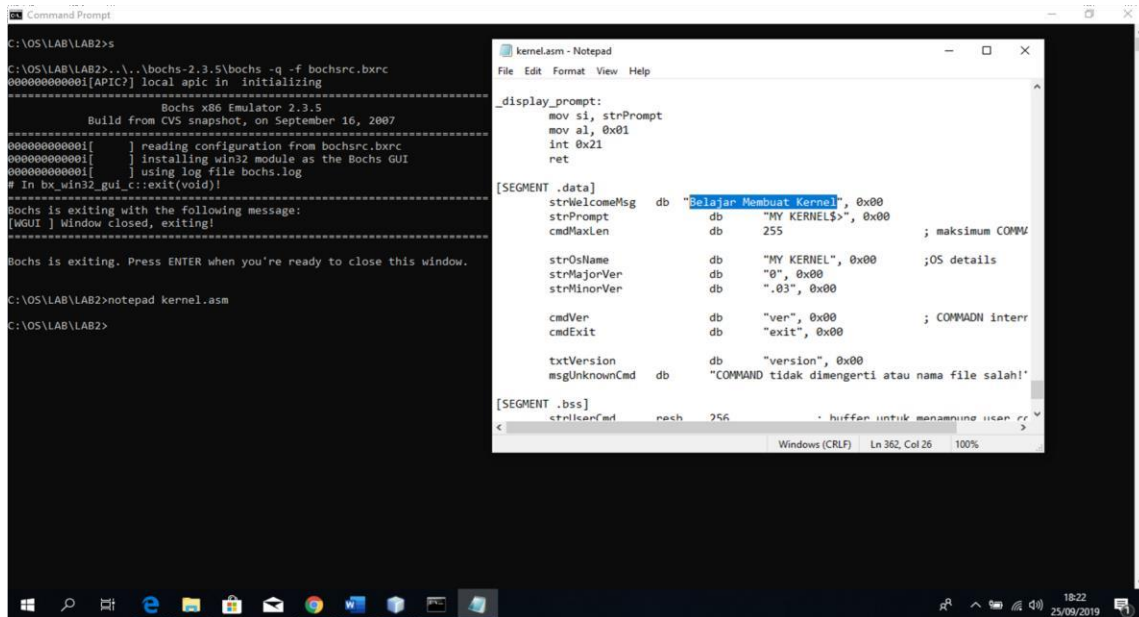 Command Prompt
C:\OS\LAB\LAB2>s
C:\OS\LAB\LAB2>..\..\bochs-2.3.5\bochs -q -f bochsrc.bxrc
00000000000i[APIC?] local apic in  initializing
========================================================================
Bochs x86 Emulator 2.3.5
Build from CVS snapshot, on September 16, 2007
========================================================================
00000000000i[     ] reading configuration from bochsrc.bxrc
00000000000i[     ] installing win32 module as the Bochs GUI
00000000000i[     ] using log file bochs.log
# In bx_win32_gui_c::exit(void)!
========================================================================
Bochs is exiting with the following message:
[WGUI ] Window closed, exiting!
========================================================================
Bochs is exiting. Press ENTER when you're ready to close this window.
C:\OS\LAB\LAB2>notepad kernel.asm
C:\OS\LAB\LAB2>
kernel.asm - Notepad
File Edit Format View Help
_display_prompt:
mov si, strPrompt
mov al, 0x01
int 0x21
ret
[SEGMENT .data]
strWelcomeMsg db "Belajar Membuat Kernel", 0x00
strPrompt db "MY KERNEL$>", 0x00
cmdMaxLen db 255 ; maksimum
strOsName db "MY KERNEL", 0x00 ;OS details
strMajorVer db "0", 0x00
strMinorVer db ".03", 0x00
cmdVer db "ver", 0x00 ; COMMADN
cmdExit db "exit", 0x00
txtVersion db "version", 0x00
msgUnknownCmd db "COMMAND tidak dimengerti atau nama file salah!'
[SEGMENT .bss]
strUserCmd resb 256 ; buffer untuk menampung user
Windows (CRLF) Ln 362, Col 26 100%
18:22
25/09/2019